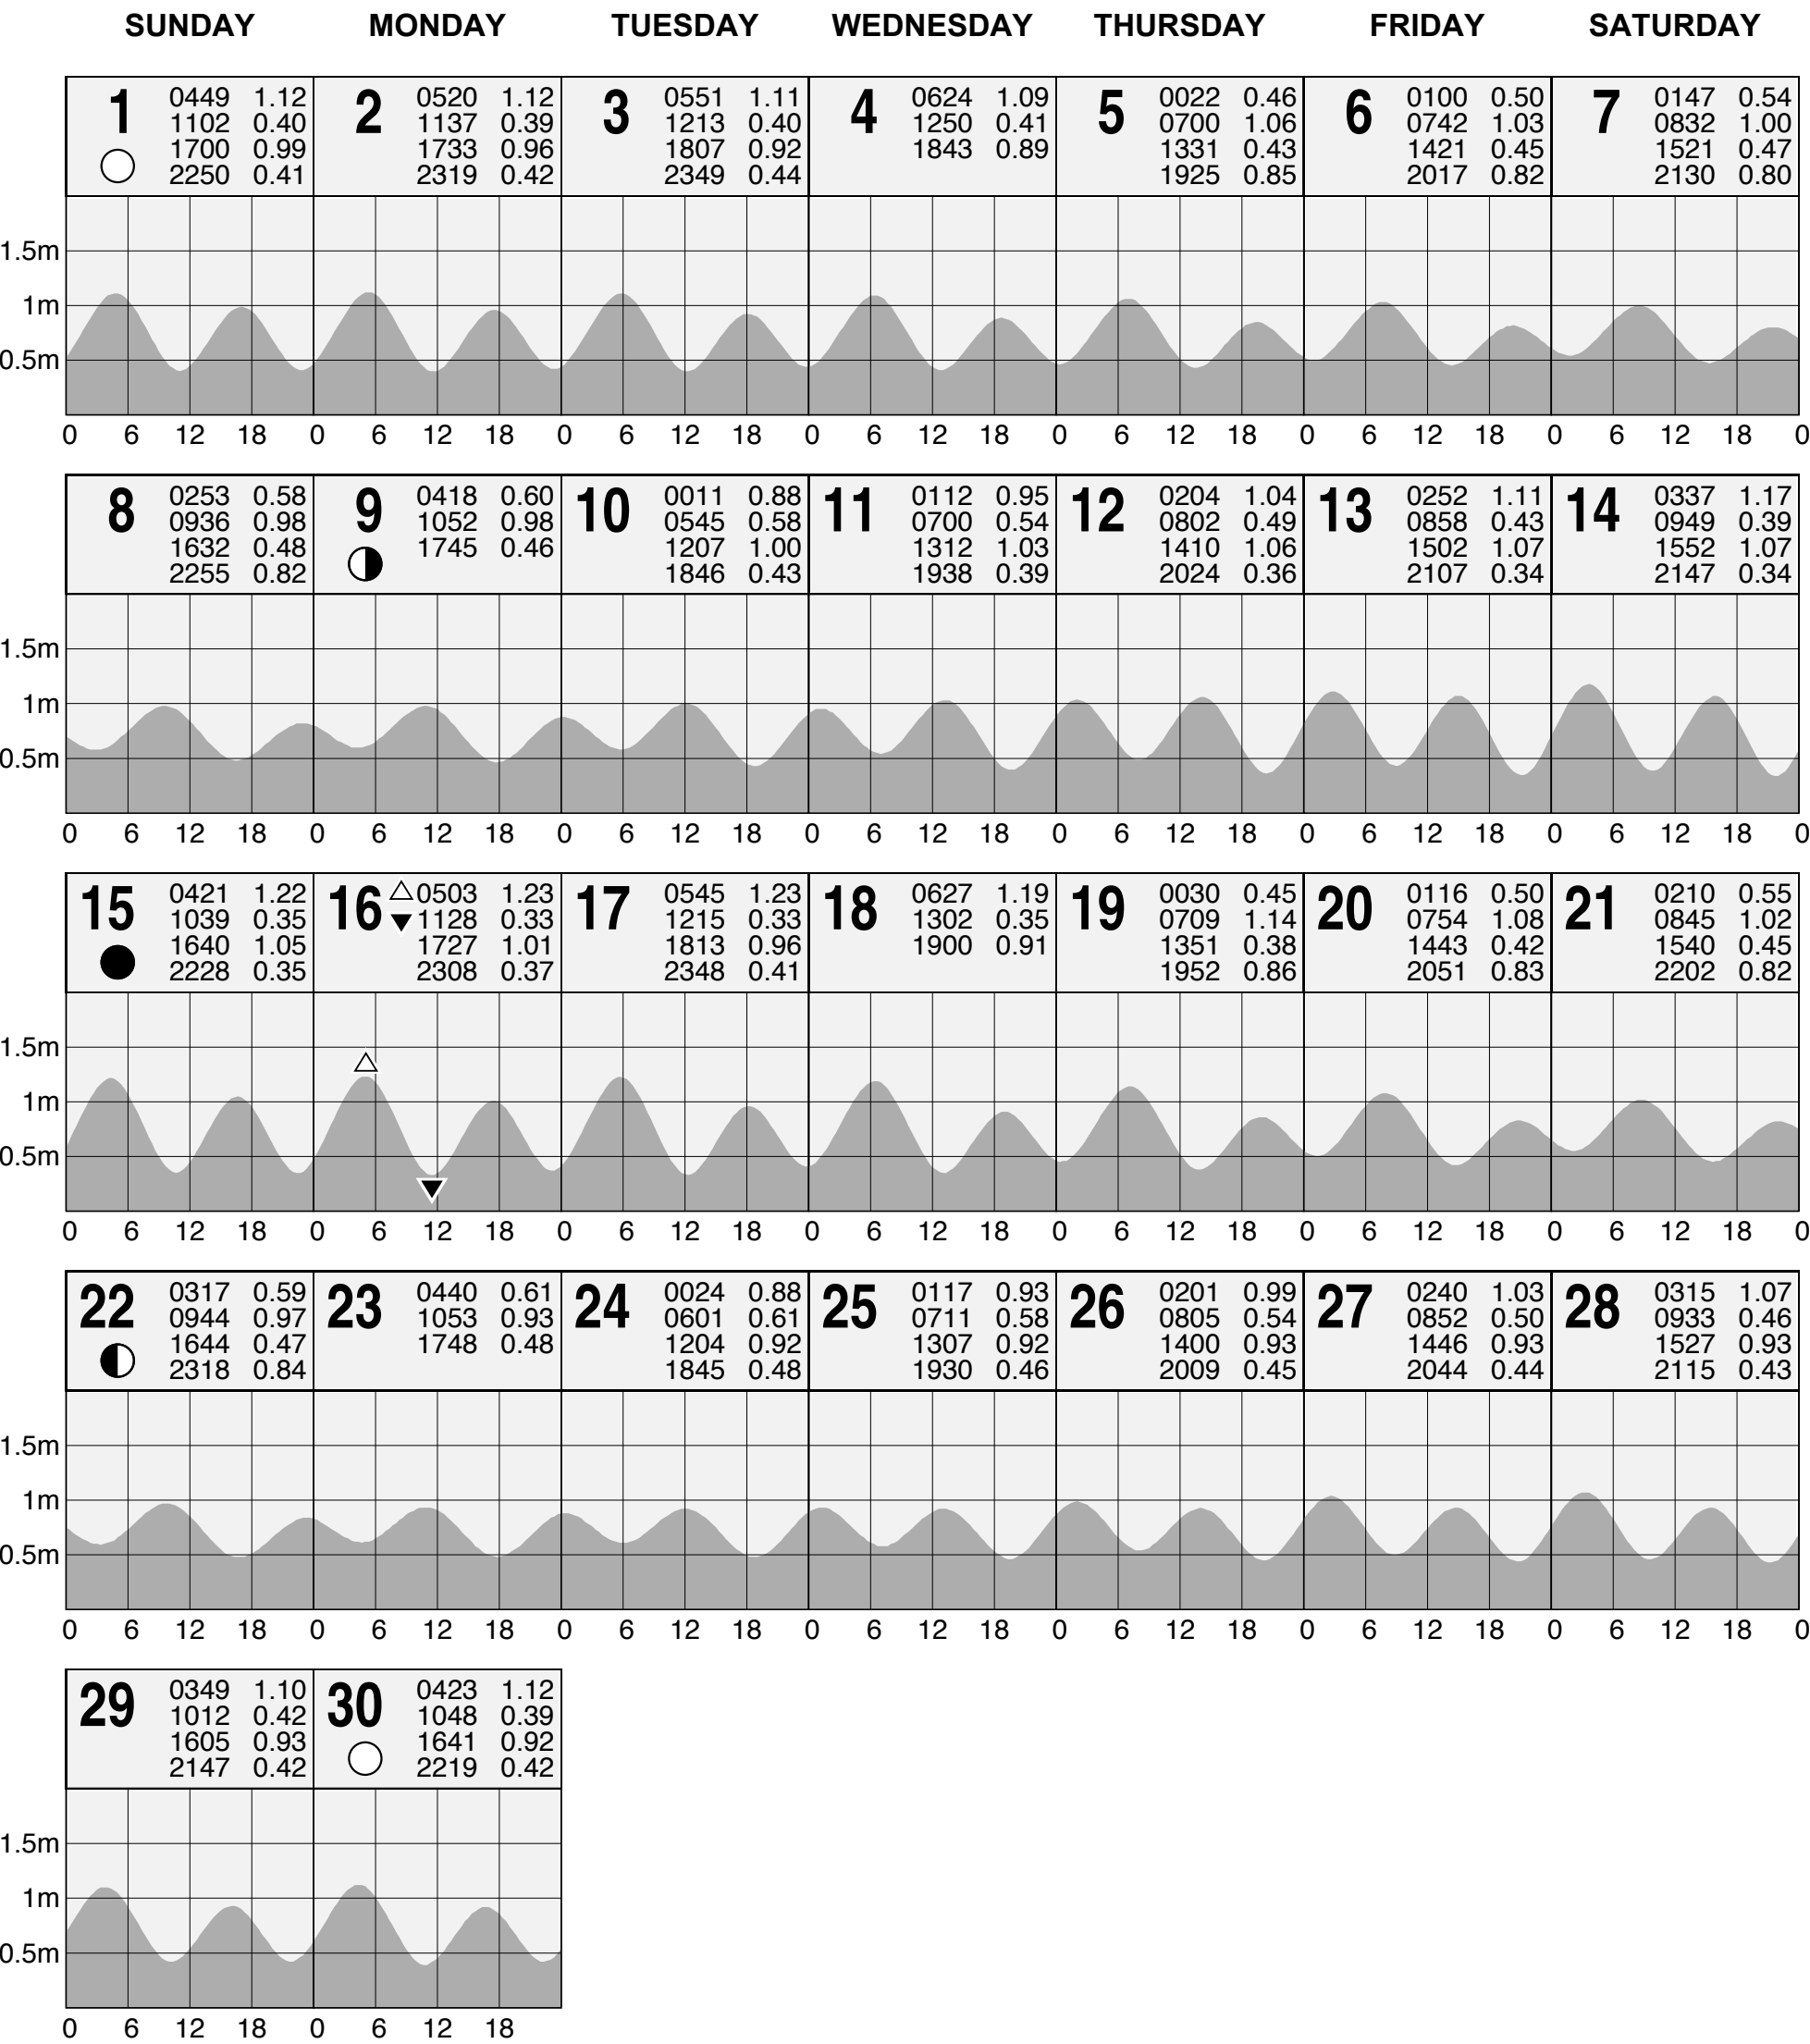 SUNDAY MONDAY TUESDAY WEDNESDAY THURSDAY FRIDAY SATURDAY
1 0449 1.12 2 0520 1.12 3 0551 1.11 4 0624 1.09 5 0022 0.46 6 0100 0.50 7 0147 0.54
1102 0.40 1137 0.39 1213 0.40 1250 0.41 0700 1.06 0742 1.03 0832 1.00
1700 0.99 1733 0.96 1807 0.92 1843 0.89 1331 0.43 1421 0.45 1521 0.47
2250 0.41 2319 0.42 2349 0.44 1925 0.85 2017 0.82 2130 0.80
1.5m
1m
0.5m
0 6 12 18 0 6 12 18 0 6 12 18 0 6 12 18 0 6 12 18 0 6 12 18 0 6 12 18 0
8 0253 0.58 9 0418 0.60 10 0011 0.88 11 0112 0.95 12 0204 1.04 13 0252 1.11 14 0337 1.17
0936 0.98 1052 0.98 0545 0.58 0700 0.54 0802 0.49 0858 0.43 0949 0.39
1632 0.48 1745 0.46 1207 1.00 1312 1.03 1410 1.06 1502 1.07 1552 1.07
2255 0.82 1846 0.43 1938 0.39 2024 0.36 2107 0.34 2147 0.34
1.5m
1m
0.5m
0 6 12 18 0 6 12 18 0 6 12 18 0 6 12 18 0 6 12 18 0 6 12 18 0 6 12 18 0
15 0421 1.22 16 0503 1.23 17 0545 1.23 18 0627 1.19 19 0030 0.45 20 0116 0.50 21 0210 0.55
1039 0.35 1128 0.33 1215 0.33 1302 0.35 0709 1.14 0754 1.08 0845 1.02
1640 1.05 1727 1.01 1813 0.96 1900 0.91 1351 0.38 1443 0.42 1540 0.45
2228 0.35 2308 0.37 2348 0.41 1952 0.86 2051 0.83 2202 0.82
1.5m
1m
0.5m
0 6 12 18 0 6 12 18 0 6 12 18 0 6 12 18 0 6 12 18 0 6 12 18 0 6 12 18 0
22 0317 0.59 23 0440 0.61 24 0024 0.88 25 0117 0.93 26 0201 0.99 27 0240 1.03 28 0315 1.07
0944 0.97 1053 0.93 0601 0.61 0711 0.58 0805 0.54 0852 0.50 0933 0.46
1644 0.47 1748 0.48 1204 0.92 1307 0.92 1400 0.93 1446 0.93 1527 0.93
2318 0.84 1845 0.48 1930 0.46 2009 0.45 2044 0.44 2115 0.43
1.5m
1m
0.5m
0 6 12 18 0 6 12 18 0 6 12 18 0 6 12 18 0 6 12 18 0 6 12 18 0 6 12 18 0
29 0349 1.10 30 0423 1.12
1012 0.42 1048 0.39
1605 0.93 1641 0.92
2147 0.42 2219 0.42
1.5m
1m
0.5m
0 6 12 18 0 6 12 18